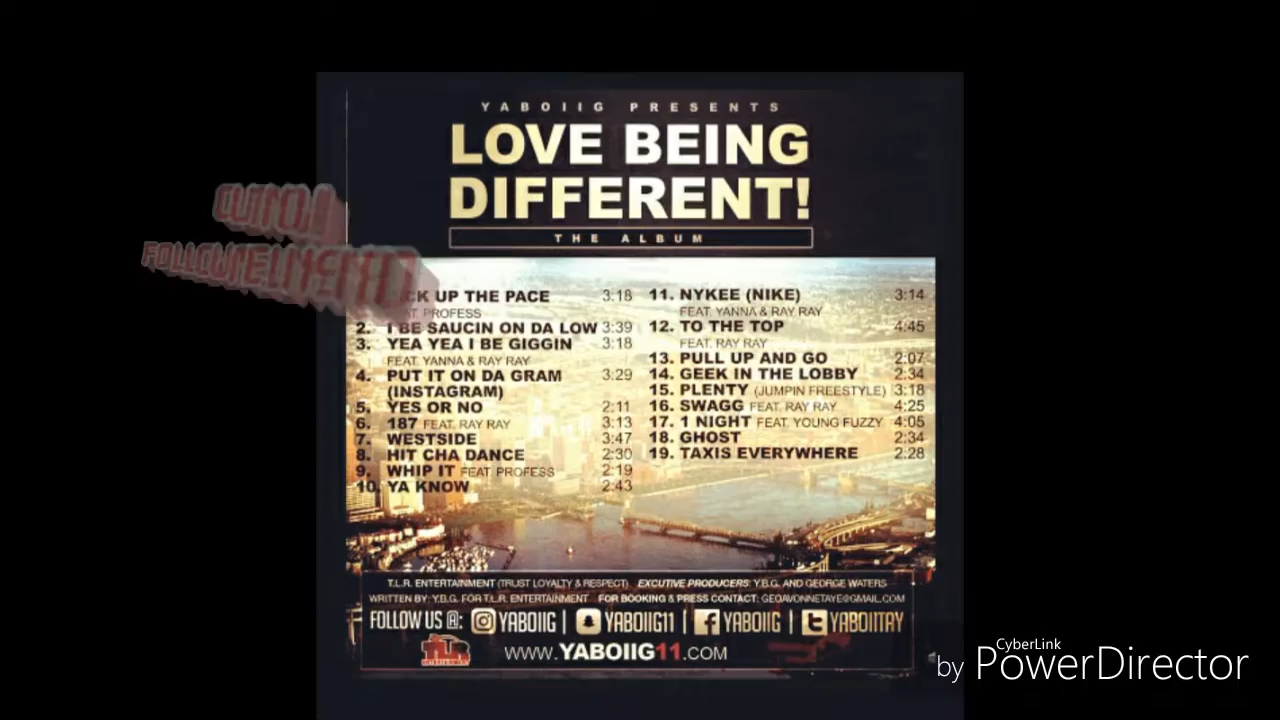 YABOIIG PRESENTS
LOVE BEING
DIFFERENT!
THE ALBUM
UP THE PACE 3:18
FEAT. PROFESS
2. I BE SAUCIN ON DA LOW 3:39
3. YEA YEA I BE GIGGIN 3:18
FEAT. YANNA & RAY RAY
4. PUT IT ON DA GRAM 3:29
(INSTAGRAM)
5. YES OR NO 2:11
6. 187 FEAT. RAY RAY 3:13
7. WESTSIDE 3:47
8. HIT CHA DANCE 2:30
9. WHIP IT FEAT. PROFESS 2:19
10. YA KNOW 2:43
11. NYKEE (NIKE) 3:14
FEAT. YANNA & RAY RAY
12. TO THE TOP 4:45
FEAT. RAY RAY
13. PULL UP AND GO 2:07
14. GEEK IN THE LOBBY 2:34
15. PLENTY (JUMPIN FREESTYLE) 3:18
16. SWAGG FEAT. RAY RAY 4:25
17. 1 NIGHT FEAT. YOUNG FUZZY 4:05
18. GHOST 2:34
19. TAXIS EVERYWHERE 2:28
T.L.R. ENTERTAINMENT (TRUST LOYALTY & RESPECT) EXCUTIVE PRODUCERS: Y.B.G. AND GEORGE WATERS
WRITTEN BY: Y.B.G. FOR T.L.R. ENTERTAINMENT FOR BOOKING & PRESS CONTACT: GEOAVONNETAYE@GMAIL.COM
FOLLOW US @: YABOIIG | YABOIIG11 | YABOIIG | YABOIITAY
TLR
WWW.YABOIIG11.COM
CyberLink
by PowerDirector